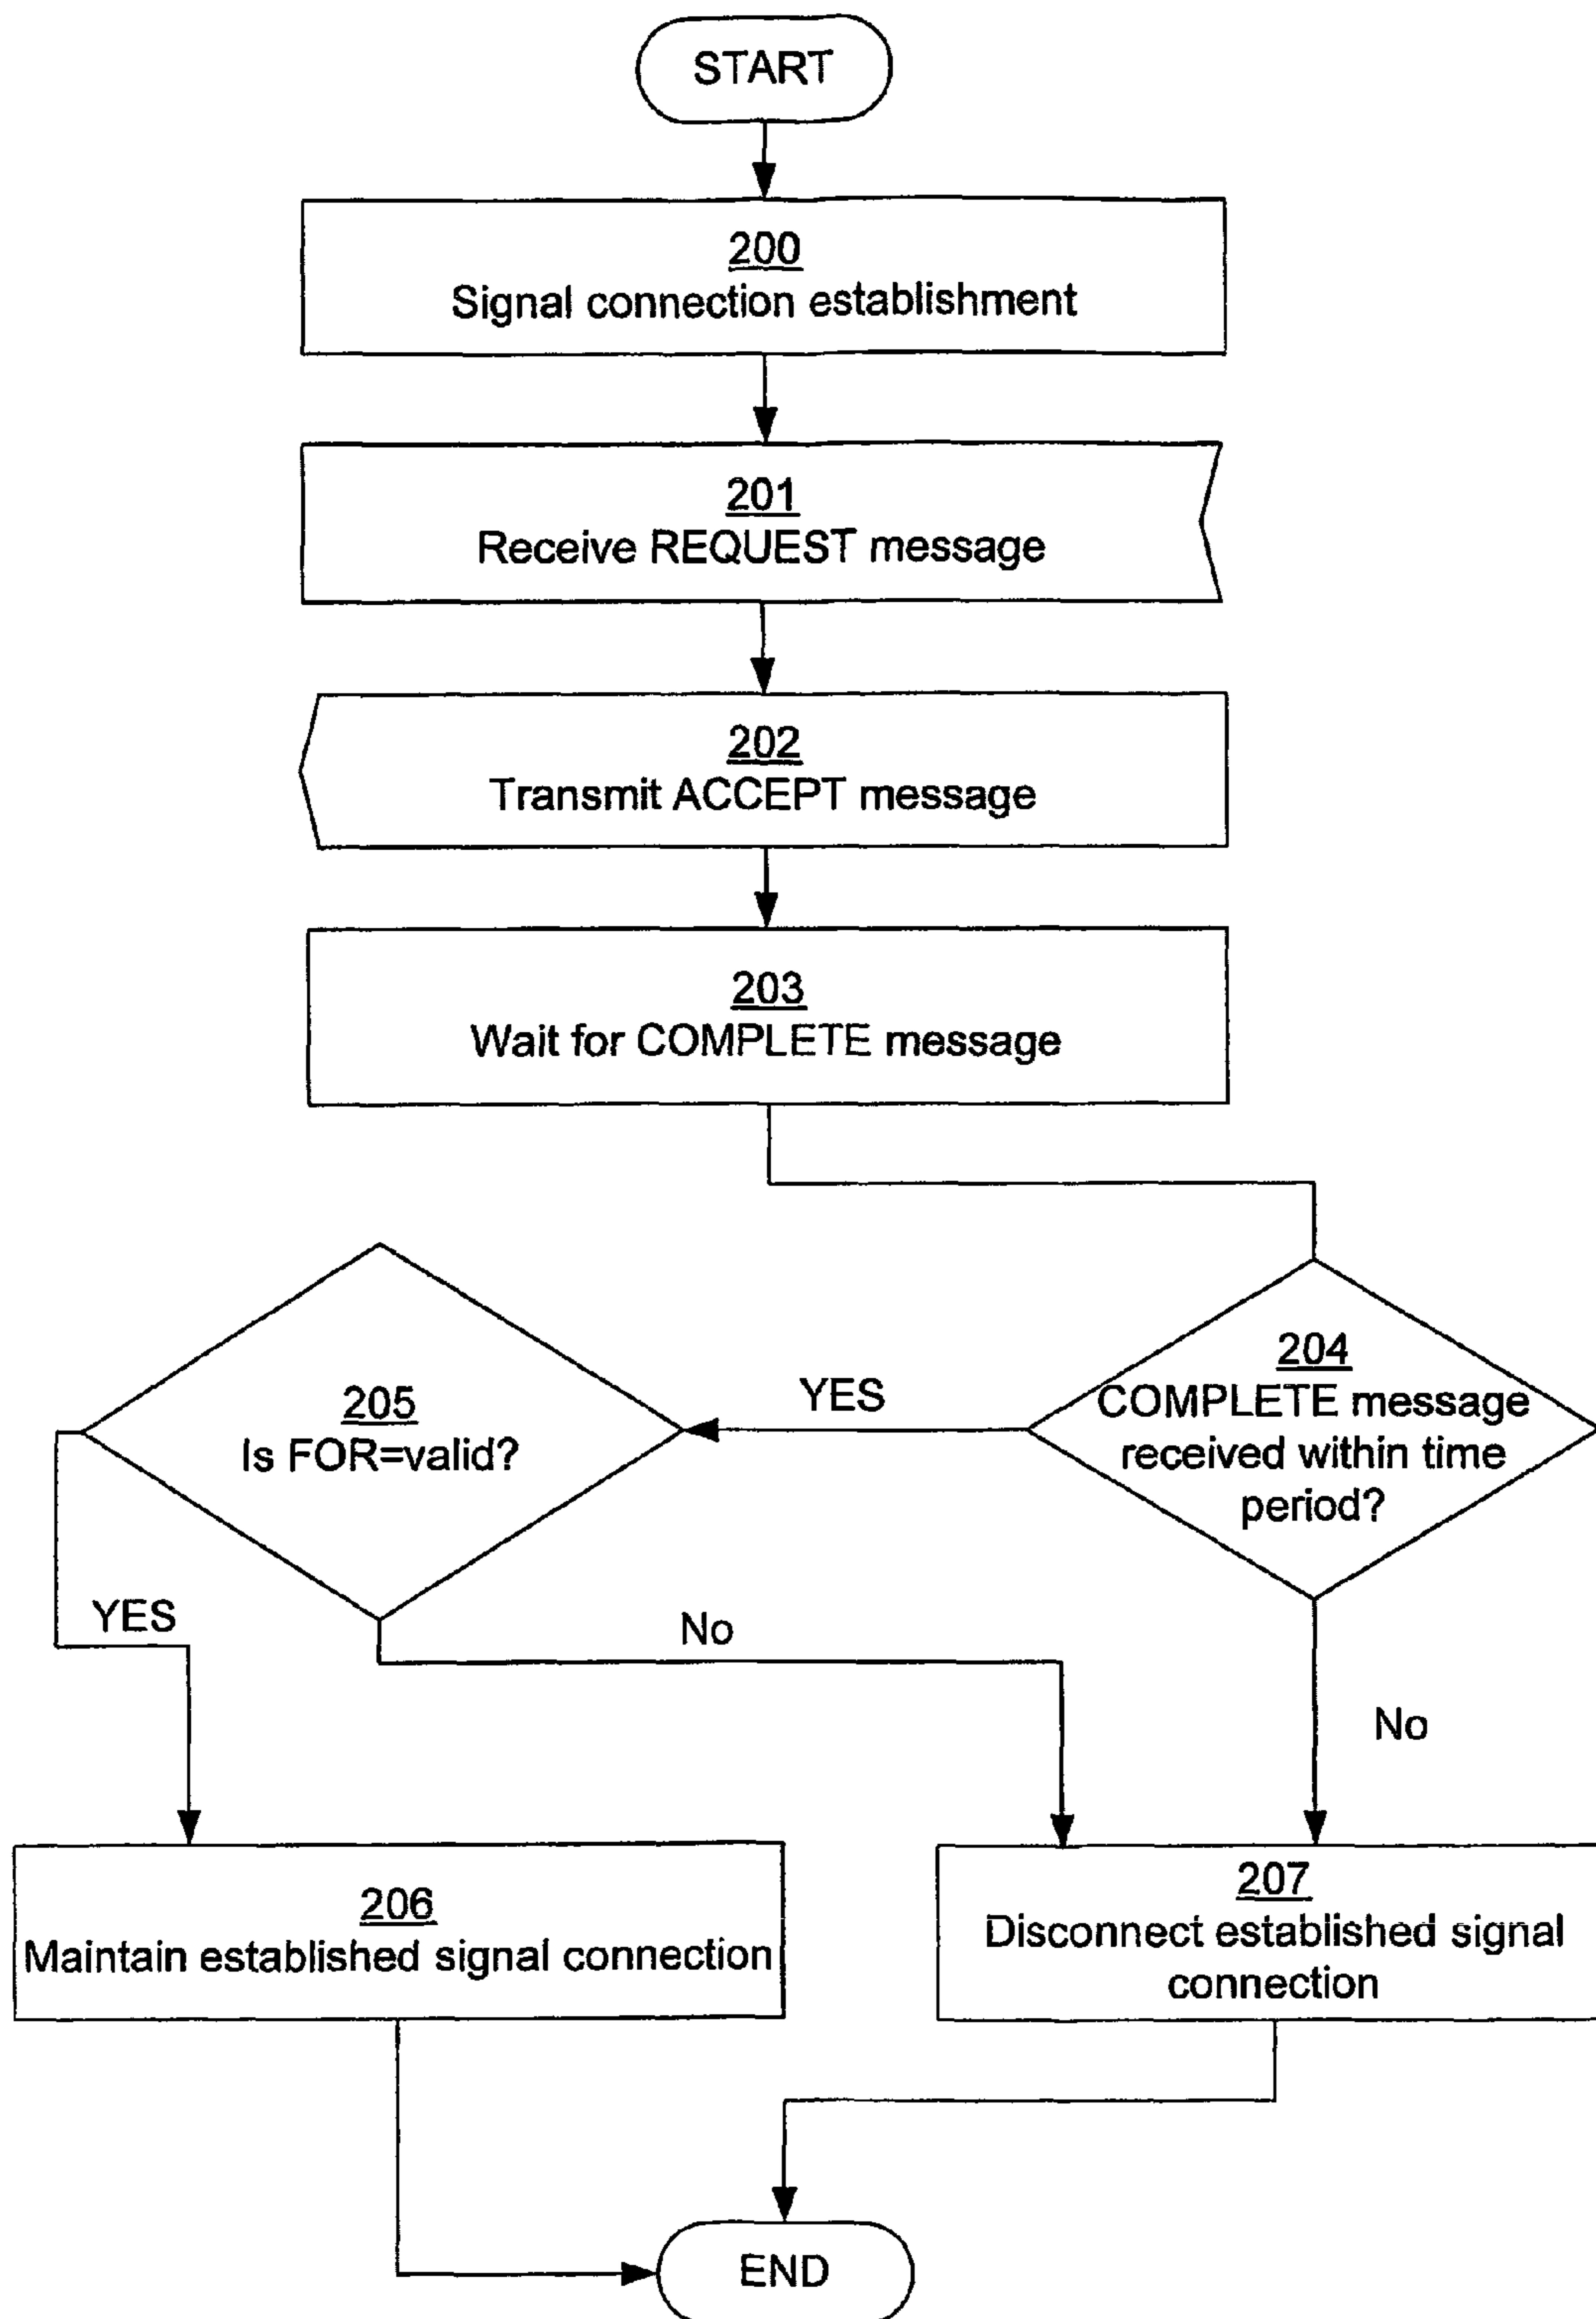 START
200
Signal connection establishment
201
Receive REQUEST message
202
Transmit ACCEPT message
203
Wait for COMPLETE message
204
COMPLETE message
received within time
period?
YES
205
Is FOR=valid?
YES
No
No
206
Maintain established signal connection
207
Disconnect established signal
connection
END